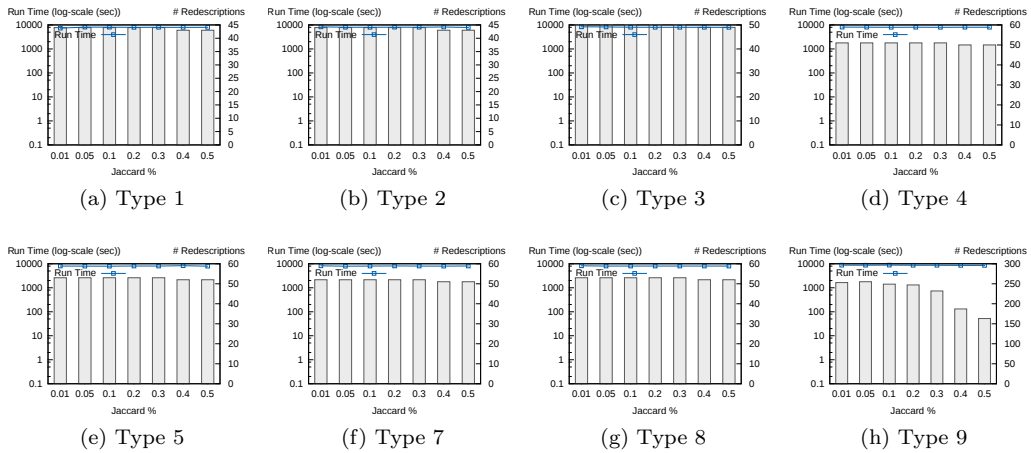 Run Time (log-scale (sec)) # Redescriptions Run Time (log-scale (sec)) # Redescriptions Run Time (log-scale (sec)) # Redescriptions Run Time (log-scale (sec)) # Redescriptions
10000 45 10000 45 10000 50 10000 60
Run Time Run Time Run Time Run Time
1000 40 1000 40 1000 45 1000 50
100 35 100 35 100 40 100 40
10 30 10 30 10 35 10 30
1 25 1 25 1 30 1 20
0.1 20 0.1 20 0.1 25 0.1 10
15 15 20 0
10 10 15
5 5 10
0 0 5
0
0.01 0.05 0.1 0.2 0.3 0.4 0.5 0.01 0.05 0.1 0.2 0.3 0.4 0.5 0.01 0.05 0.1 0.2 0.3 0.4 0.5 0.01 0.05 0.1 0.2 0.3 0.4 0.5
Jaccard % Jaccard % Jaccard % Jaccard %
(a) Type 1 (b) Type 2 (c) Type 3 (d) Type 4
Run Time (log-scale (sec)) # Redescriptions Run Time (log-scale (sec)) # Redescriptions Run Time (log-scale (sec)) # Redescriptions Run Time (log-scale (sec)) # Redescriptions
10000 60 10000 60 10000 60 10000 300
Run Time Run Time Run Time Run Time
1000 50 1000 50 1000 50 1000 250
100 40 100 40 100 40 100 200
10 30 10 30 10 30 10 150
1 20 1 20 1 20 1 100
0.1 10 0.1 10 0.1 10 0.1 50
0 0 0 0
0.01 0.05 0.1 0.2 0.3 0.4 0.5 0.01 0.05 0.1 0.2 0.3 0.4 0.5 0.01 0.05 0.1 0.2 0.3 0.4 0.5 0.01 0.05 0.1 0.2 0.3 0.4 0.5
Jaccard % Jaccard % Jaccard % Jaccard %
(e) Type 5 (f) Type 7 (g) Type 8 (h) Type 9